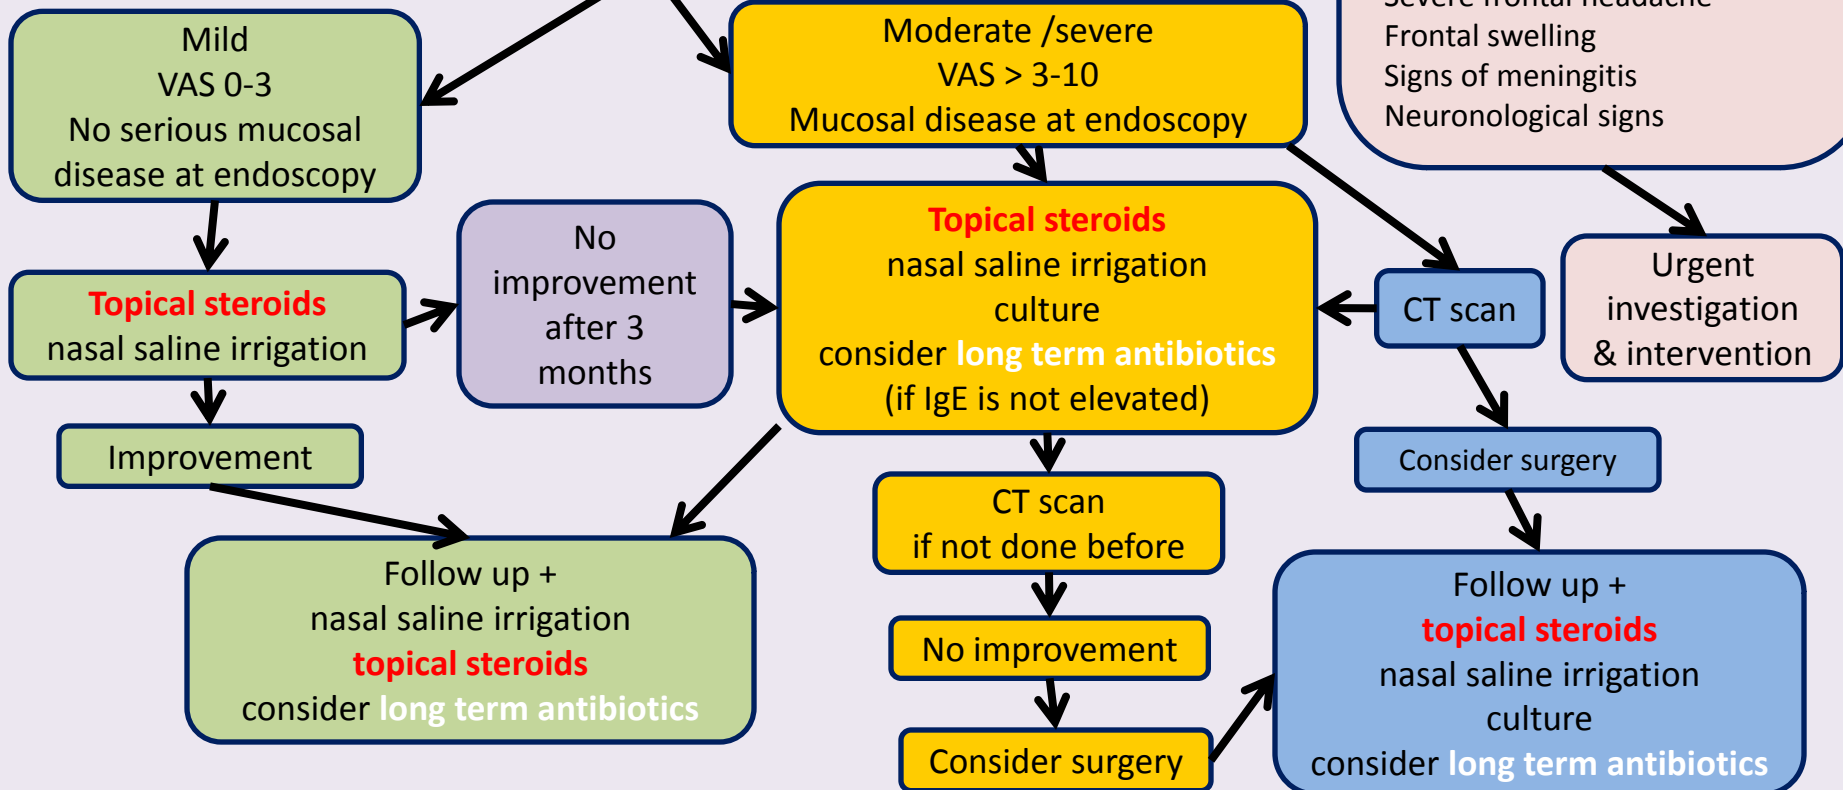 Mild
VAS 0-3
No serious mucosal
disease at endoscopy
Moderate /severe
VAS > 3-10
Mucosal disease at endoscopy
Severe frontal headache
Frontal swelling
Signs of meningitis
Neuronological signs
Topical steroids
nasal saline irrigation
No
improvement
after 3
months
Topical steroids
nasal saline irrigation
culture
consider long term antibiotics
(if IgE is not elevated)
CT scan
Urgent
investigation
& intervention
Improvement
Consider surgery
CT scan
if not done before
Follow up +
nasal saline irrigation
topical steroids
consider long term antibiotics
No improvement
Consider surgery
Follow up +
topical steroids
nasal saline irrigation
culture
consider long term antibiotics